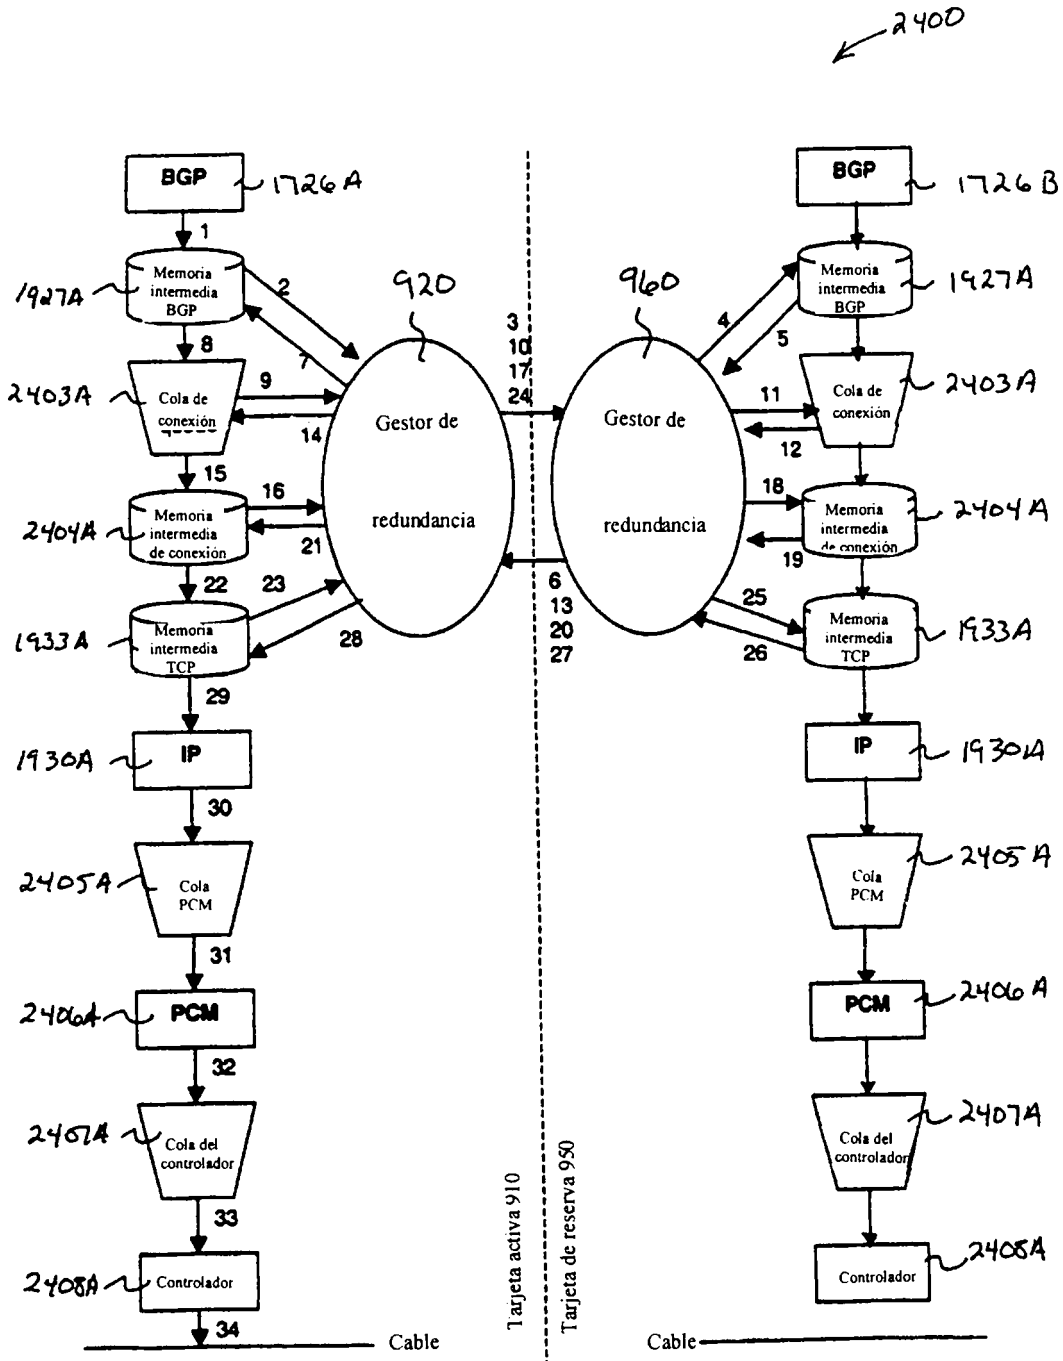 2400
BGP
1726A
1
Memoria
intermedia
BGP
1927A
2
7
8
Cola de
conexión
2403A
9
14
15
Memoria
intermedia
de conexión
2404A
16
21
22
23
Memoria
intermedia
TCP
1933A
28
29
IP
1930A
30
Cola
PCM
2405A
31
PCM
2406A
32
Cola del
controlador
2407A
33
Controlador
2408A
34
Cable
920
Gestor de
redundancia
3
10
17
24
6
13
20
27
Tarjeta activa 910
Tarjeta de reserva 950
960
Gestor de
redundancia
BGP
1726B
4
5
Memoria
intermedia
BGP
1927A
11
12
Cola de
conexión
2403A
18
19
Memoria
intermedia
de conexión
2404A
25
26
Memoria
intermedia
TCP
1933A
IP
1930A
Cola
PCM
2405A
PCM
2406A
Cola del
controlador
2407A
Controlador
2408A
Cable